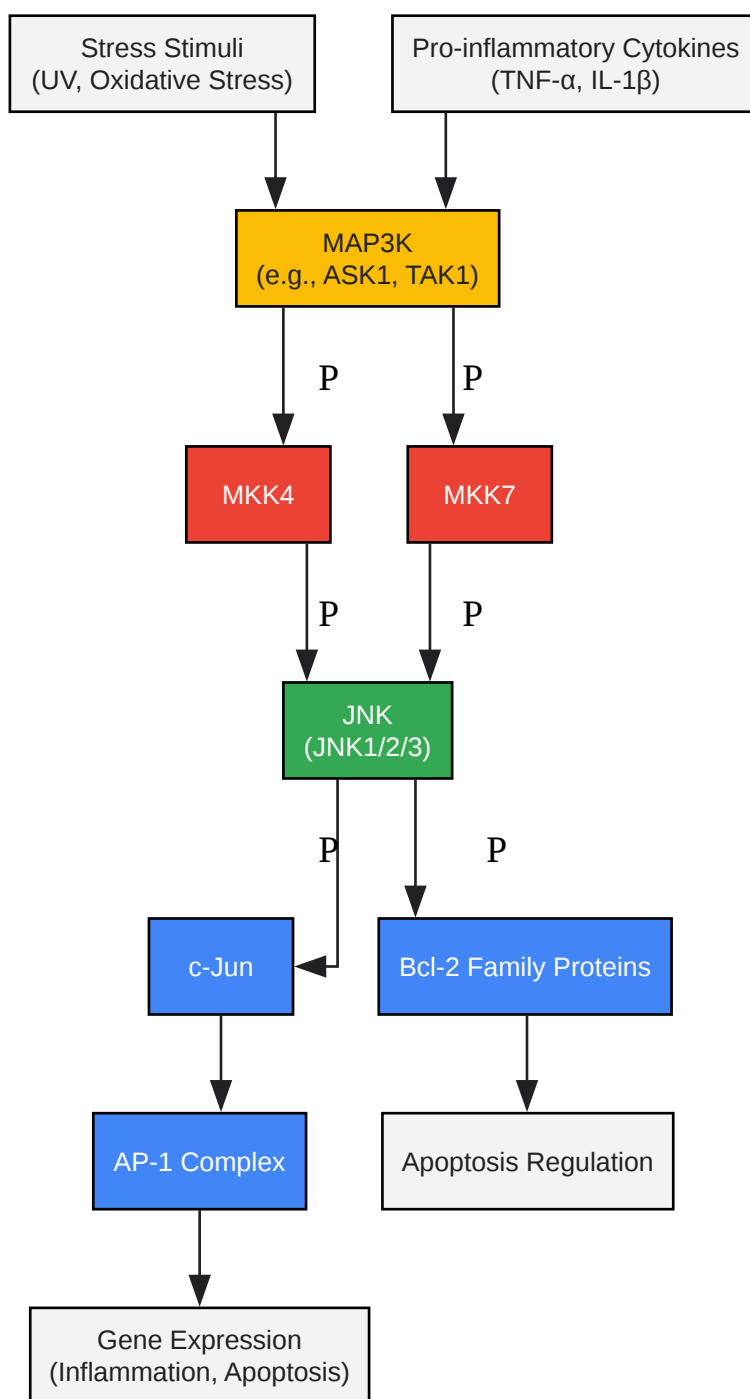 Stress Stimuli
(UV, Oxidative Stress)
Pro-inflammatory Cytokines
(TNF-α, IL-1β)
MAP3K
(e.g., ASK1, TAK1)
P
P
MKK4
MKK7
P
P
JNK
(JNK1/2/3)
P
P
c-Jun
Bcl-2 Family Proteins
AP-1 Complex
Apoptosis Regulation
Gene Expression
(Inflammation, Apoptosis)